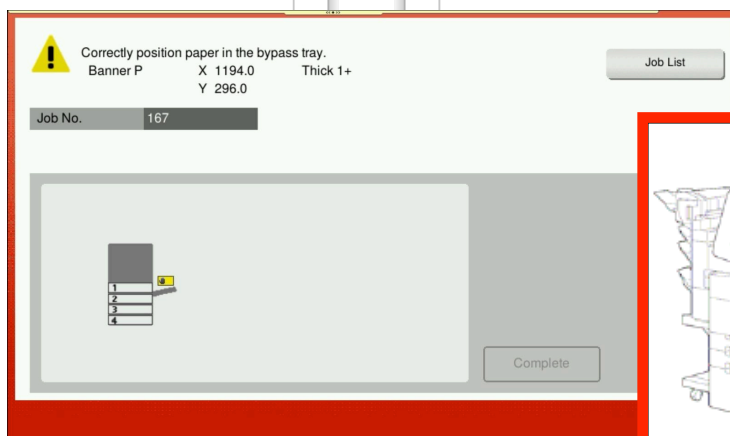 Correctly position paper in the bypass tray.
Banner P X 1194.0 Thick 1+
Y 296.0
Job List
Job No. 167
1
2
3
4
Complete